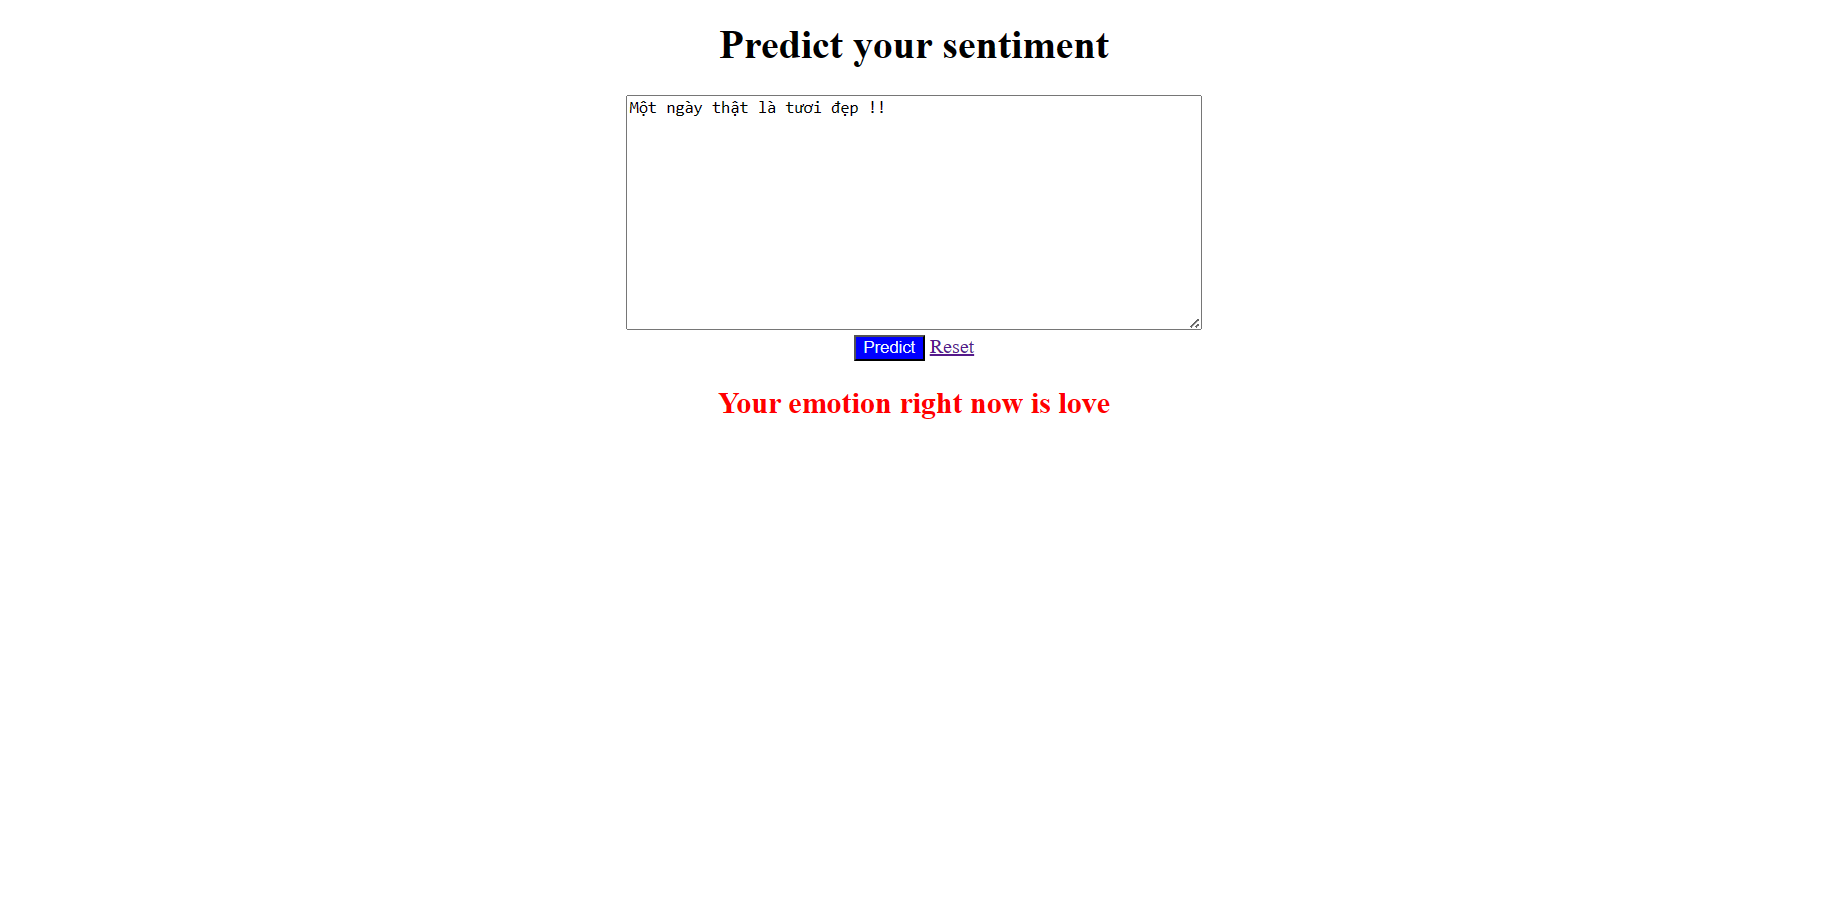 Predict your sentiment
Một ngày thật là tươi đẹp !!
Predict Reset
Your emotion right now is love